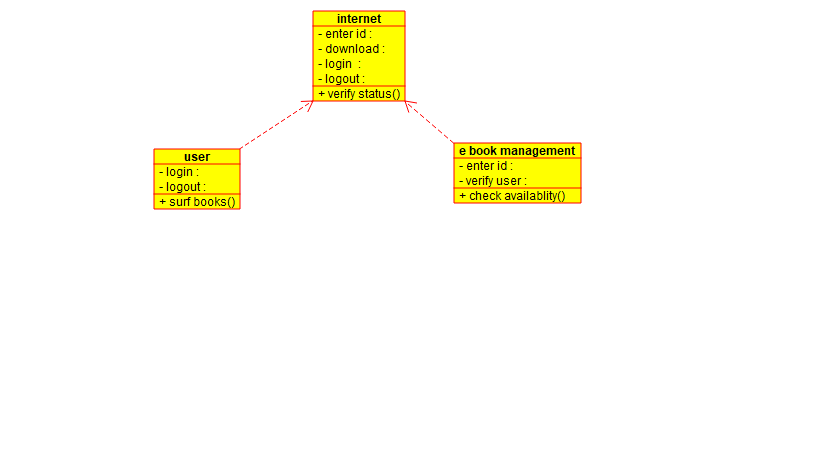 internet
- enter id :
- download :
- login  :
- logout :
+ verify status()
user
- login :
- logout :
+ surf books()
e book management
- enter id :
- verify user :
+ check availablity()